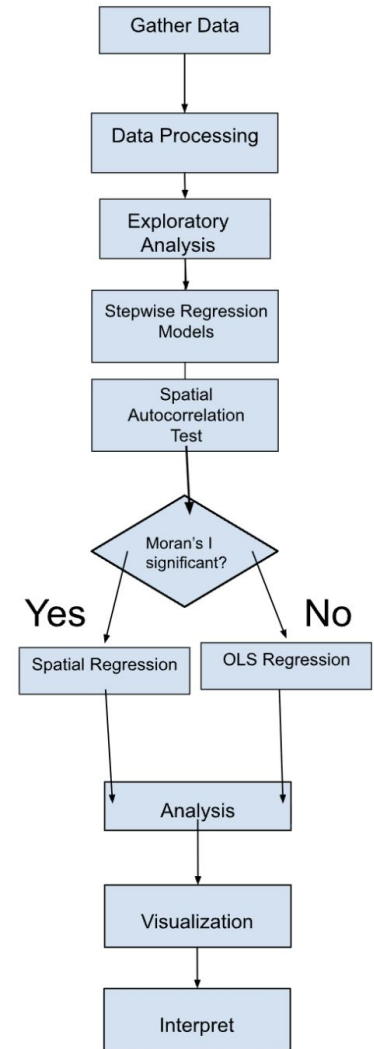 Gather Data
Data Processing
Exploratory
Analysis
Stepwise Regression
Models
Spatial
Autocorrelation
Test
Moran's I
significant?
Yes
No
Spatial Regression
OLS Regression
Analysis
Visualization
Interpret